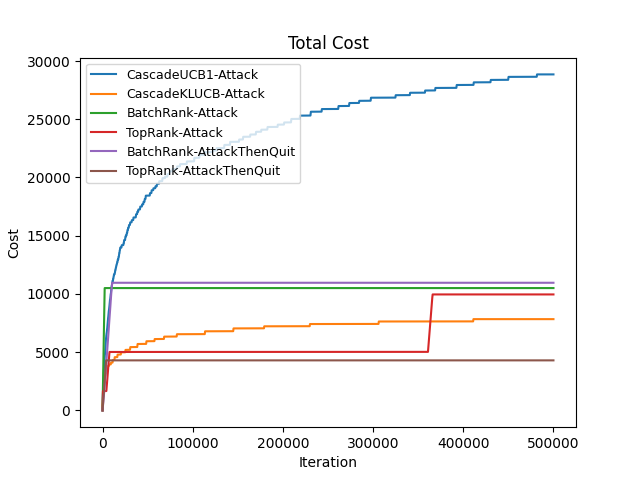 Total Cost
30000
25000
20000
15000
10000
5000
0
Cost
CascadeUCB1-Attack
CascadeKLUCB-Attack
BatchRank-Attack
TopRank-Attack
BatchRank-AttackThenQuit
TopRank-AttackThenQuit
0 100000 200000 300000 400000 500000
Iteration